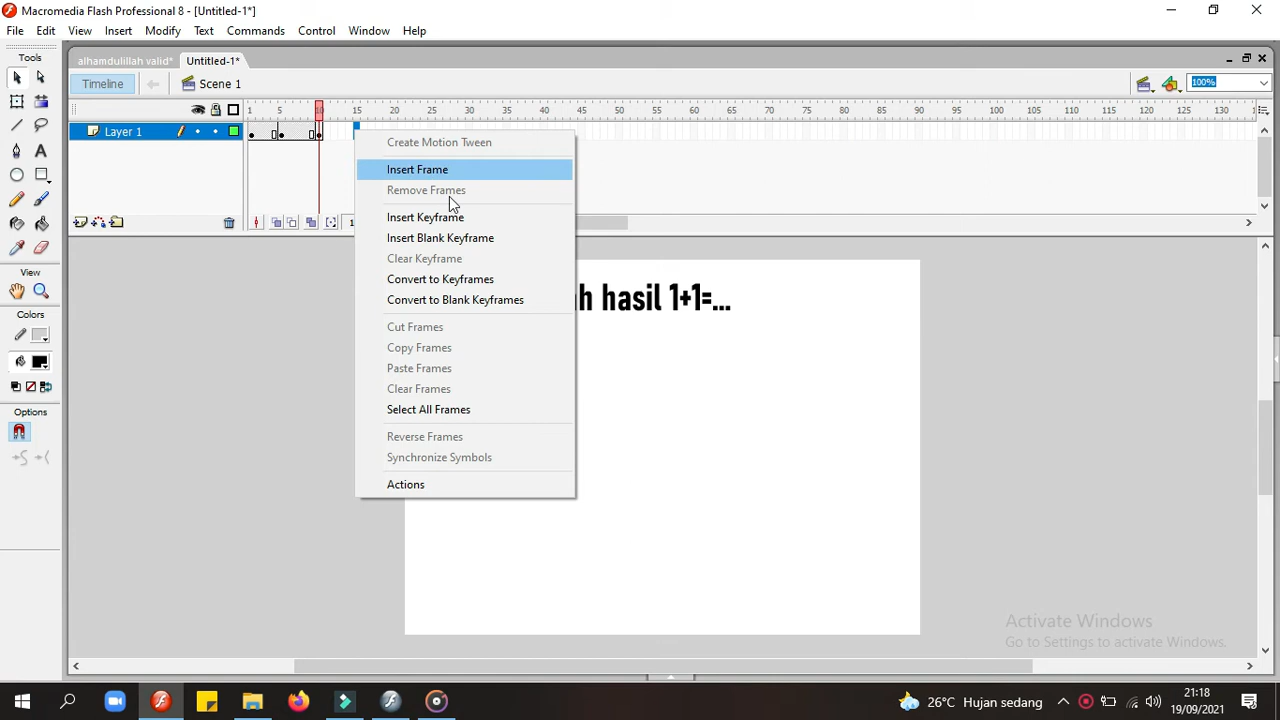 Macromedia Flash Professional 8 - [Untitled-1*]
File Edit View Insert Modify Text Commands Control Window Help
Tools
alhamdulillah valid* Untitled-1*
Timeline Scene 1 100%
1 5 15 20 25 30 35 40 45 50 55 60 65 70 75 80 85 90 95 100 105 110 115 120 125 130
Layer 1
Create Motion Tween
Insert Frame
Remove Frames
Insert Keyframe
Insert Blank Keyframe
Clear Keyframe
Convert to Keyframes
Convert to Blank Keyframes
Cut Frames
Copy Frames
Paste Frames
Clear Frames
Select All Frames
Reverse Frames
Synchronize Symbols
Actions
View
Colors
Options
hasil 1+1=...
Activate Windows
Go to Settings to activate Windows.
26°C Hujan sedang
21:18
19/09/2021